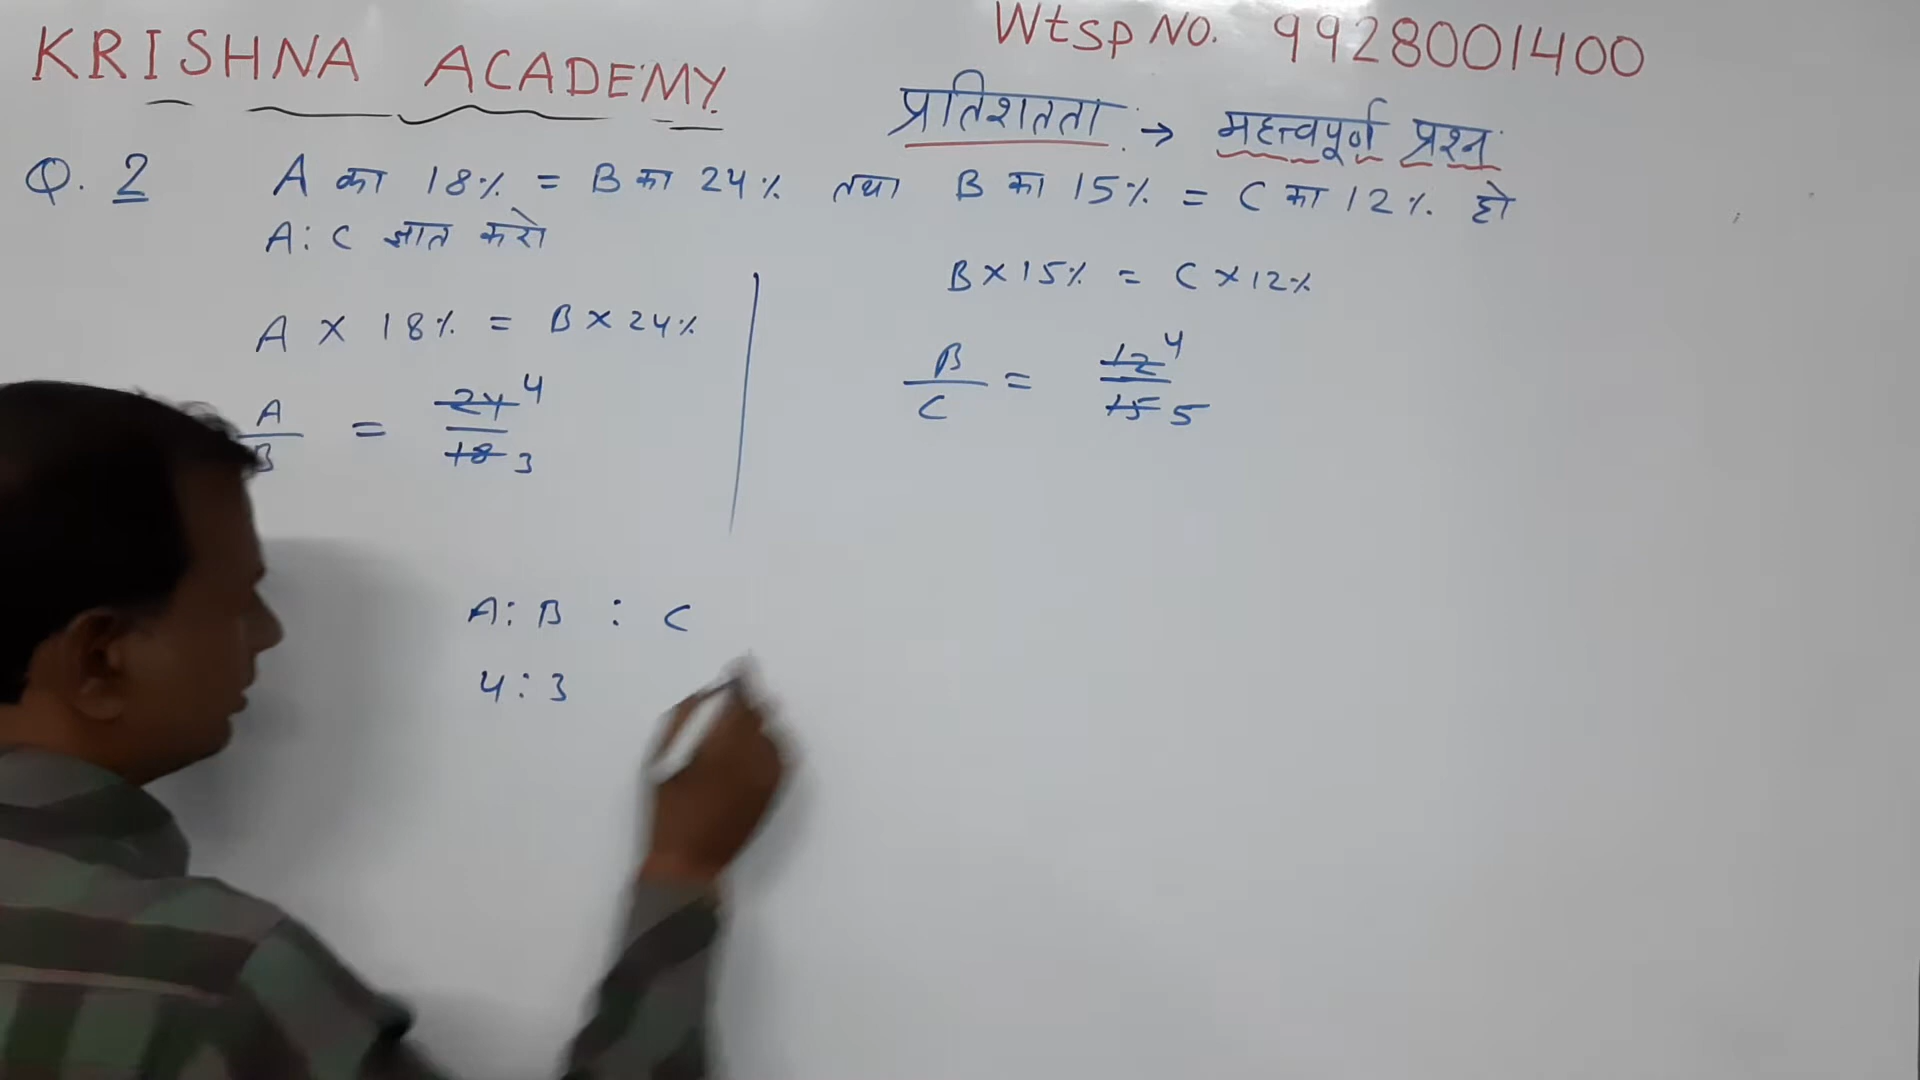 KRISHNA ACADEMY.
Wtsp NO. 9928001400
प्रतिशतता → महत्त्वपूर्ण प्रश्न
Q. 2 A का 18% = B का 24% तथा B का 15% = C का 12% हो
A : C ज्ञात करो
A × 18% = B × 24%
A/B = 24/18 4/3
B × 15% = C × 12%
B/C = 12/15 4/5
A : B : C
4 : 3